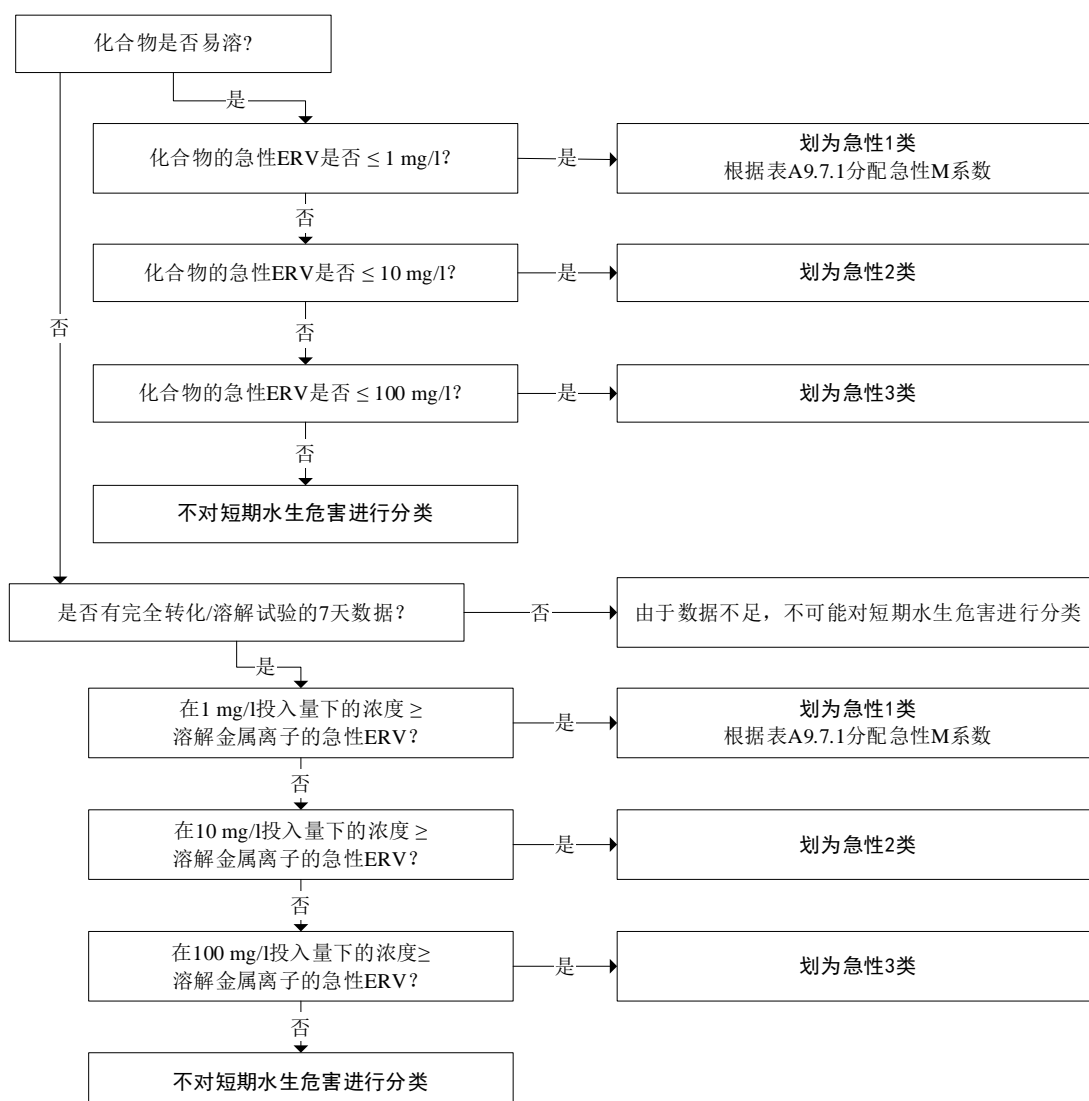 化合物是否易溶?
是
化合物的急性ERV是否 ≤ 1 mg/l?
是
划为急性1类
根据表A9.7.1分配急性M系数
否
化合物的急性ERV是否 ≤ 10 mg/l?
是
划为急性2类
否
否
化合物的急性ERV是否 ≤ 100 mg/l?
是
划为急性3类
否
不对短期水生危害进行分类
是否有完全转化/溶解试验的7天数据?
否
由于数据不足，不可能对短期水生危害进行分类
是
在1 mg/l投入量下的浓度 ≥
溶解金属离子的急性ERV?
是
划为急性1类
根据表A9.7.1分配急性M系数
否
在10 mg/l投入量下的浓度 ≥
溶解金属离子的急性ERV?
是
划为急性2类
否
在100 mg/l投入量下的浓度≥
溶解金属离子的急性ERV?
是
划为急性3类
否
不对短期水生危害进行分类